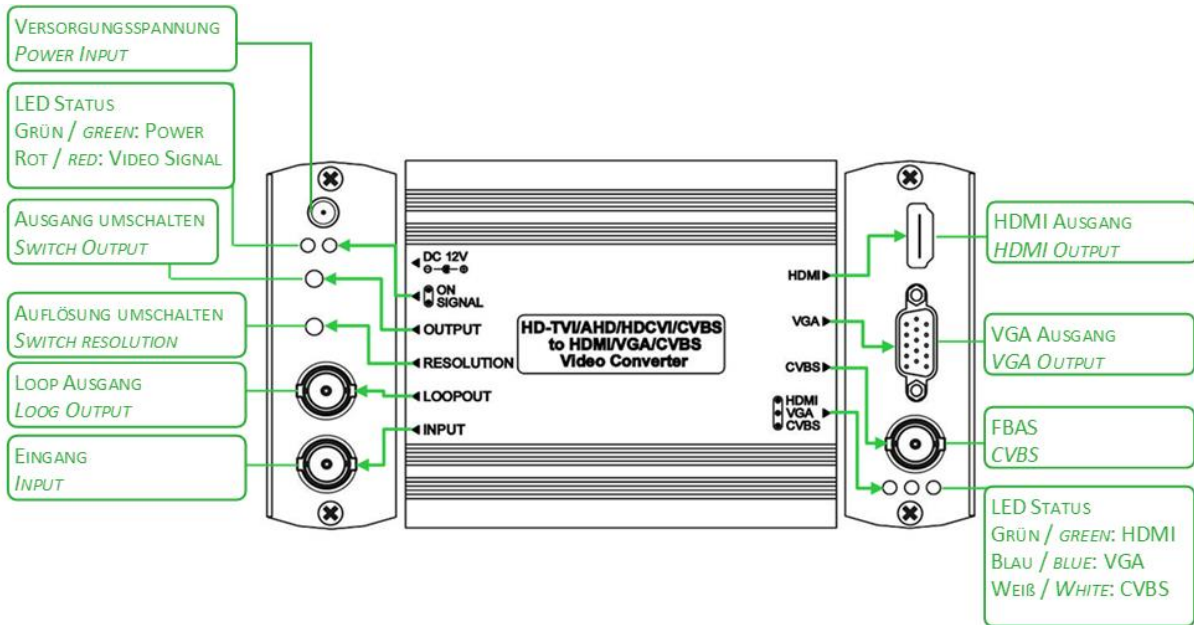 VERSORGUNGSSPANNUNG
POWER INPUT
LED STATUS
GRÜN / GREEN: POWER
ROT / RED: VIDEO SIGNAL
AUSGANG UMSCHALTEN
SWITCH OUTPUT
AUFLÖSUNG UMSCHALTEN
SWITCH RESOLUTION
LOOP AUSGANG
LOOG OUTPUT
EINGANG
INPUT
DC 12V
ON
SIGNAL
OUTPUT
RESOLUTION
LOOPOUT
INPUT
HD-TVI/AHD/HDCVI/CVBS
to HDMI/VGA/CVBS
Video Converter
HDMI
VGA
CVBS
HDMI
VGA
CVBS
HDMI AUSGANG
HDMI OUTPUT
VGA AUSGANG
VGA OUTPUT
FBAS
CVBS
LED STATUS
GRÜN / GREEN: HDMI
BLAU / BLUE: VGA
WEIß / WHITE: CVBS